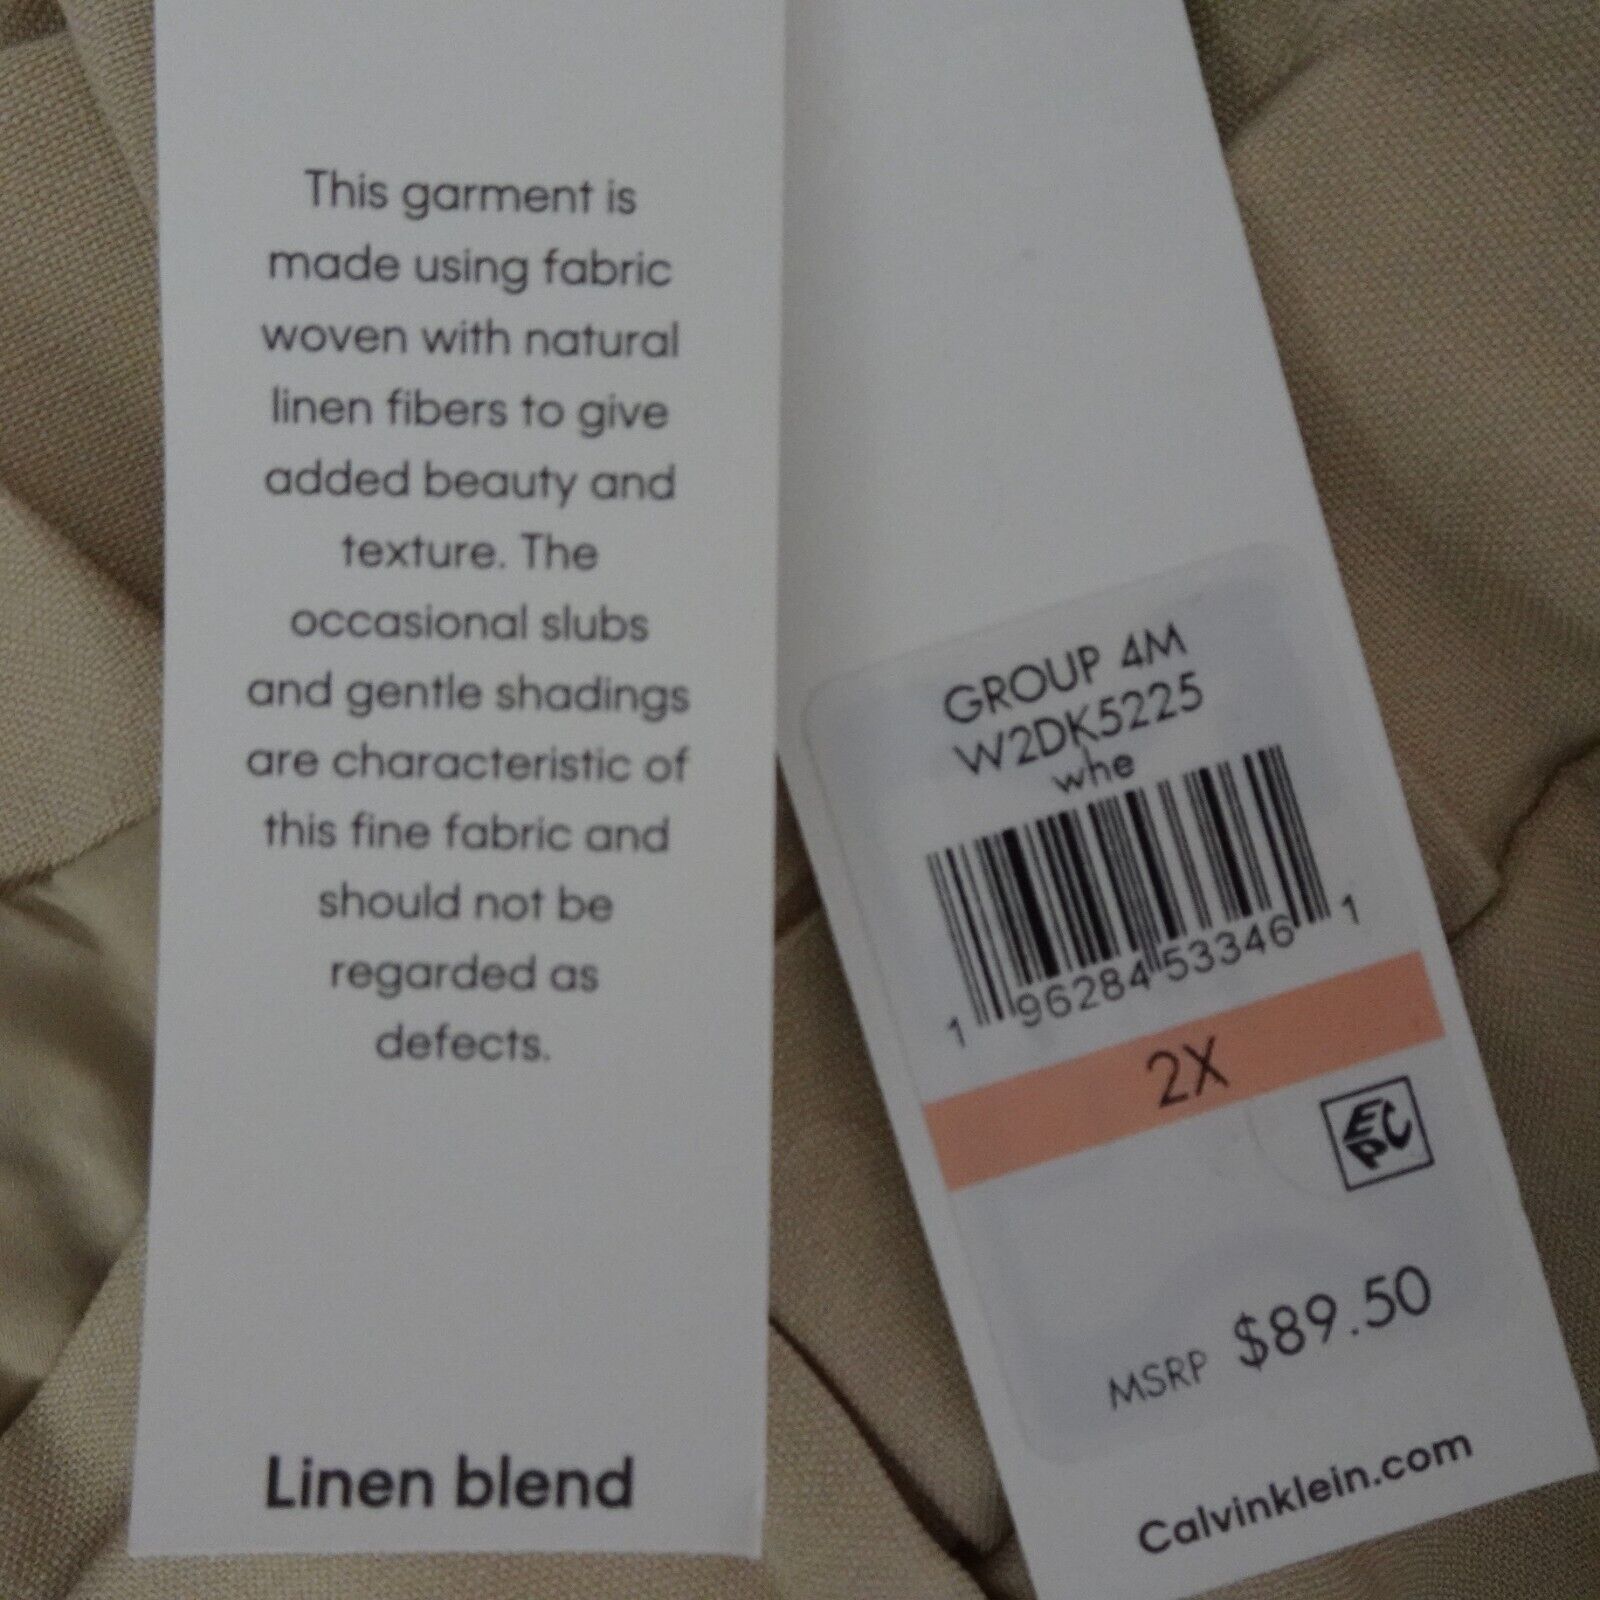 This garment is
made using fabric
woven with natural
linen fibers to give
added beauty and
texture. The
occasional slubs
and gentle shadings
are characteristic of
this fine fabric and
should not be
regarded as
defects.
Linen blend
GROUP 4M
W2DK5225
whe
1 96284 53346 1
2X
EPC
MSRP $89.50
Calvinklein.com